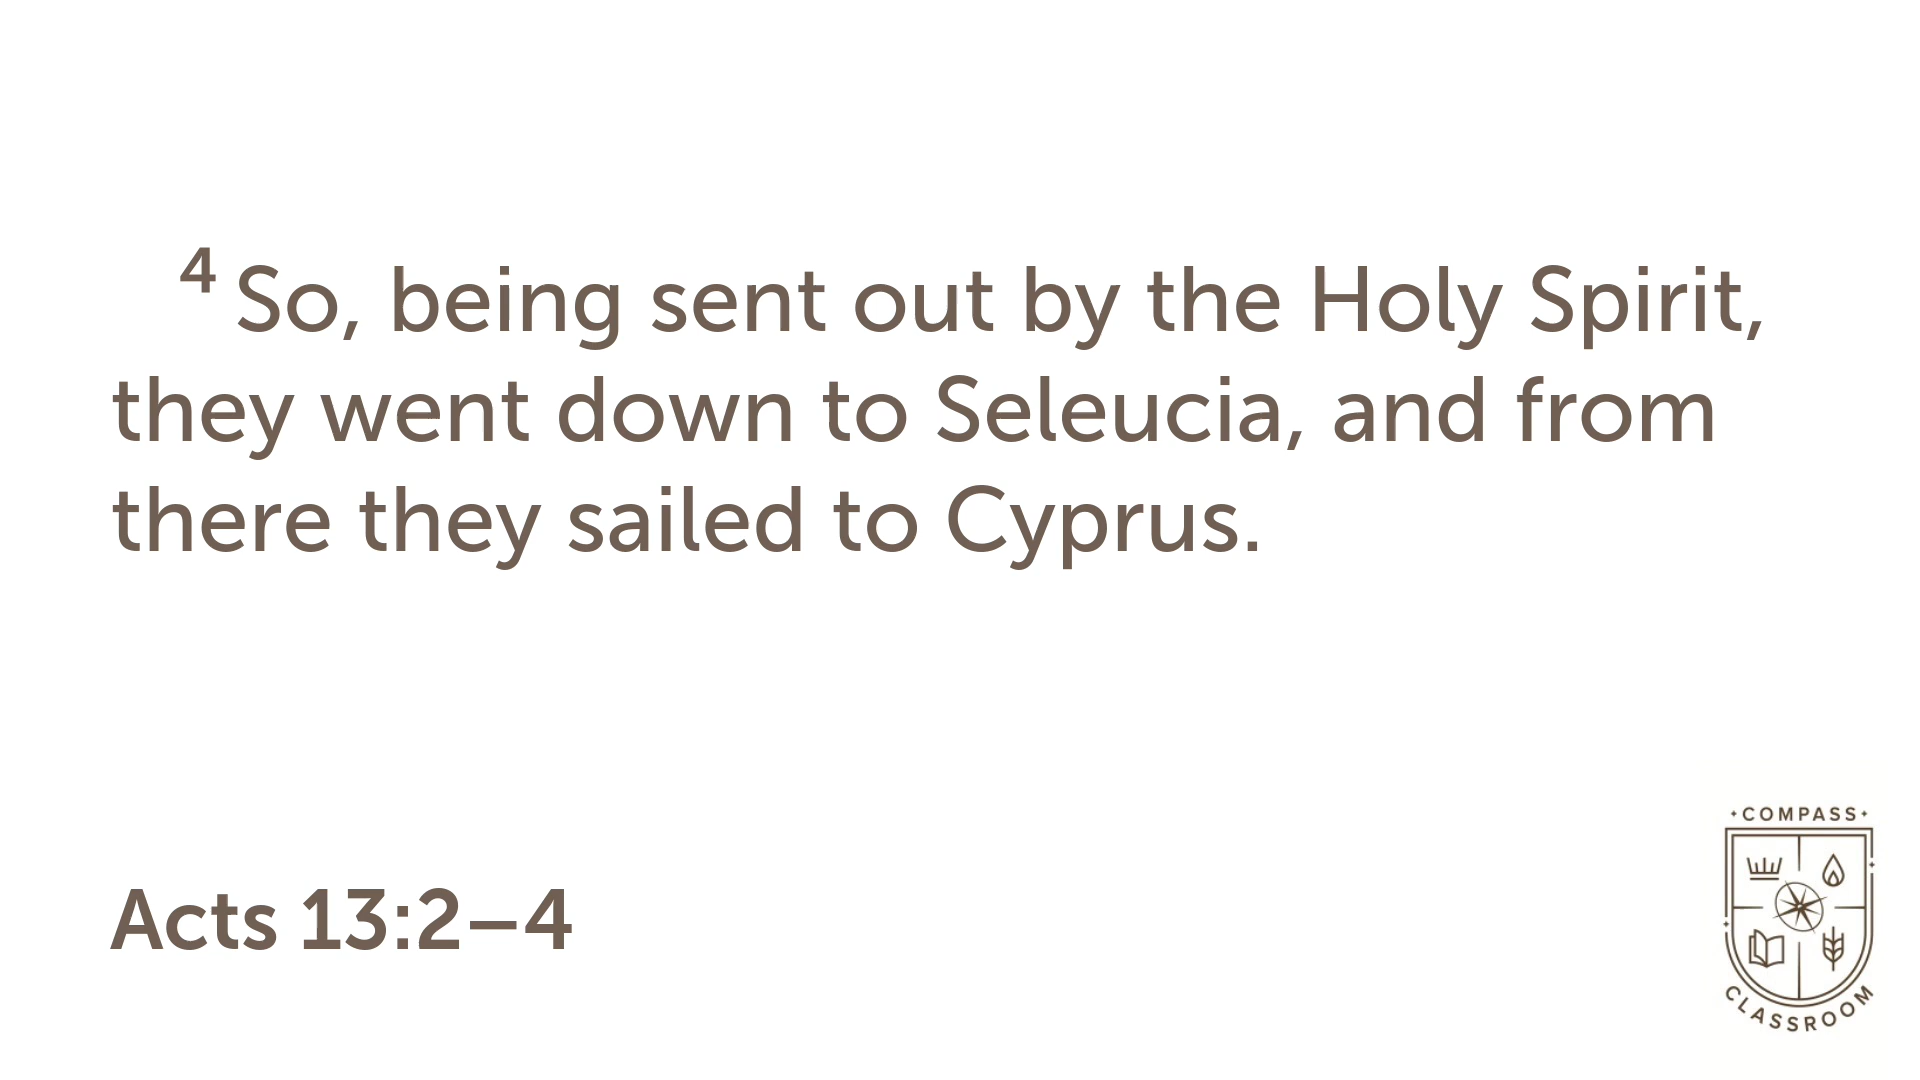 4 So, being sent out by the Holy Spirit,
they went down to Seleucia, and from
there they sailed to Cyprus.
Acts 13:2–4
COMPASS
CLASSROOM